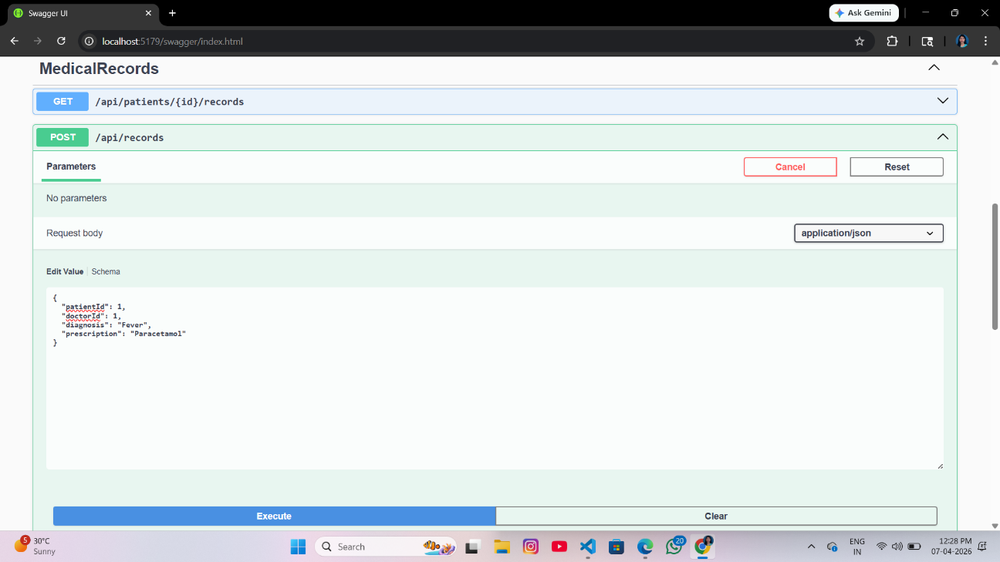 Swagger UI
Ask Gemini
localhost:5179/swagger/index.html
MedicalRecords
GET /api/patients/{id}/records
POST /api/records
Parameters
Cancel
Reset
No parameters
Request body
application/json
Edit Value
Schema
{
"patientId": 1,
"doctorId": 1,
"diagnosis": "Fever",
"prescription": "Paracetamol"
}
Execute
Clear
5
30°C
Sunny
Search
20
ENG
IN
12:28 PM
07-04-2026